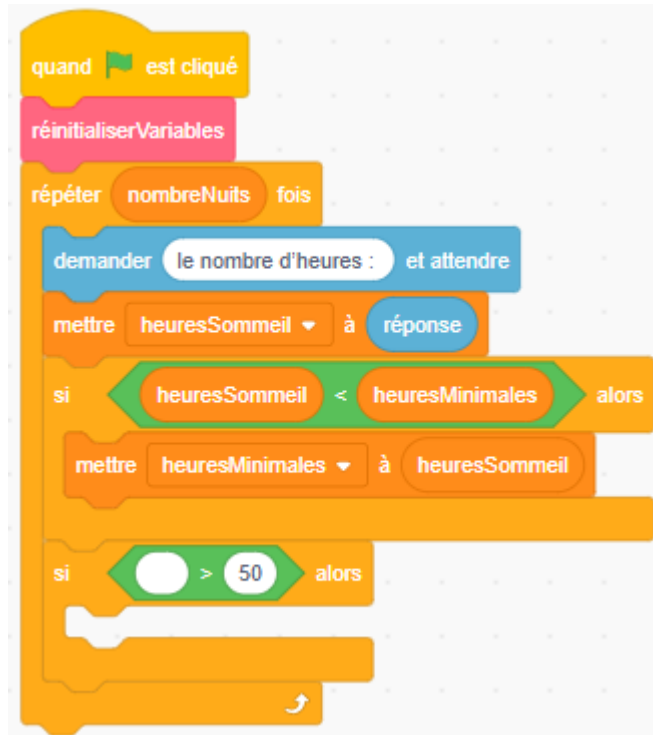 quand est cliqué
réinitialiserVariables
répéter nombreNuits fois
demander le nombre d'heures : et attendre
mettre heuresSommeil à réponse
si heuresSommeil < heuresMinimales alors
mettre heuresMinimales à heuresSommeil
si > 50 alors